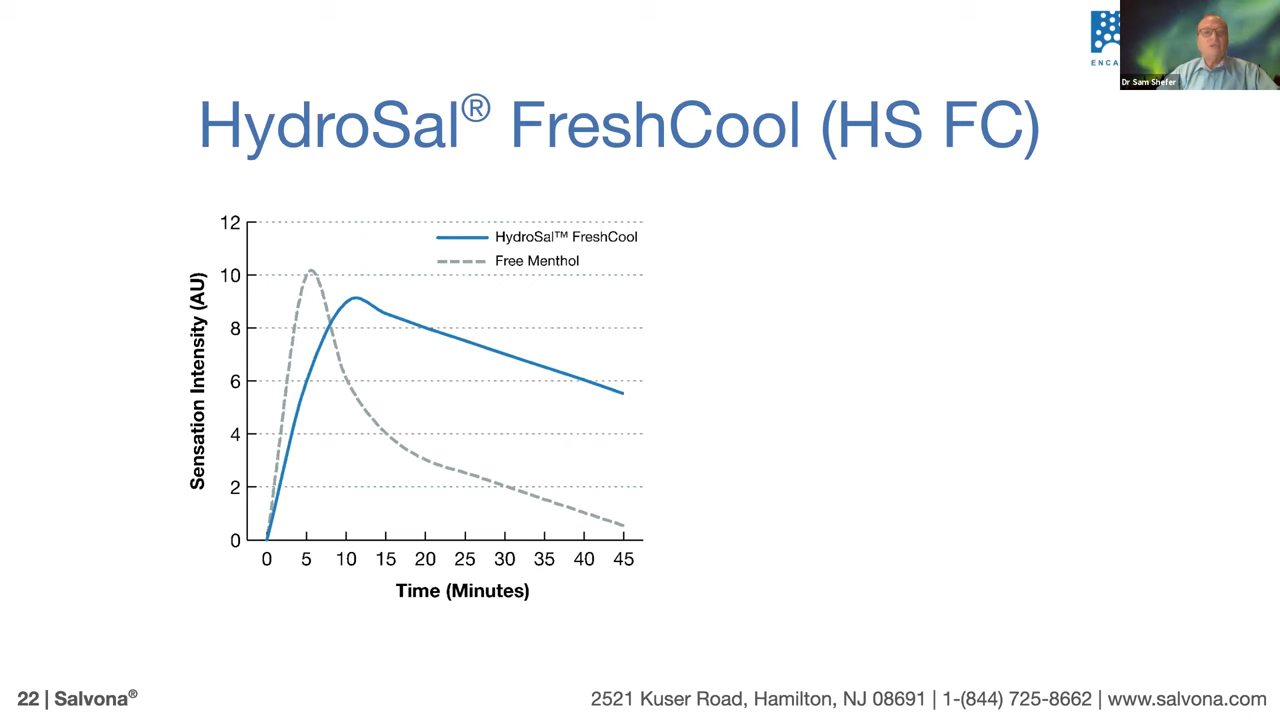 ENCA
Dr Sam Shefer
HydroSal® FreshCool (HS FC)
12
10
8
6
4
2
0
Sensation Intensity (AU)
HydroSal™ FreshCool
Free Menthol
0 5 10 15 20 25 30 35 40 45
Time (Minutes)
22 | Salvona®
2521 Kuser Road, Hamilton, NJ 08691 | 1-(844) 725-8662 | www.salvona.com